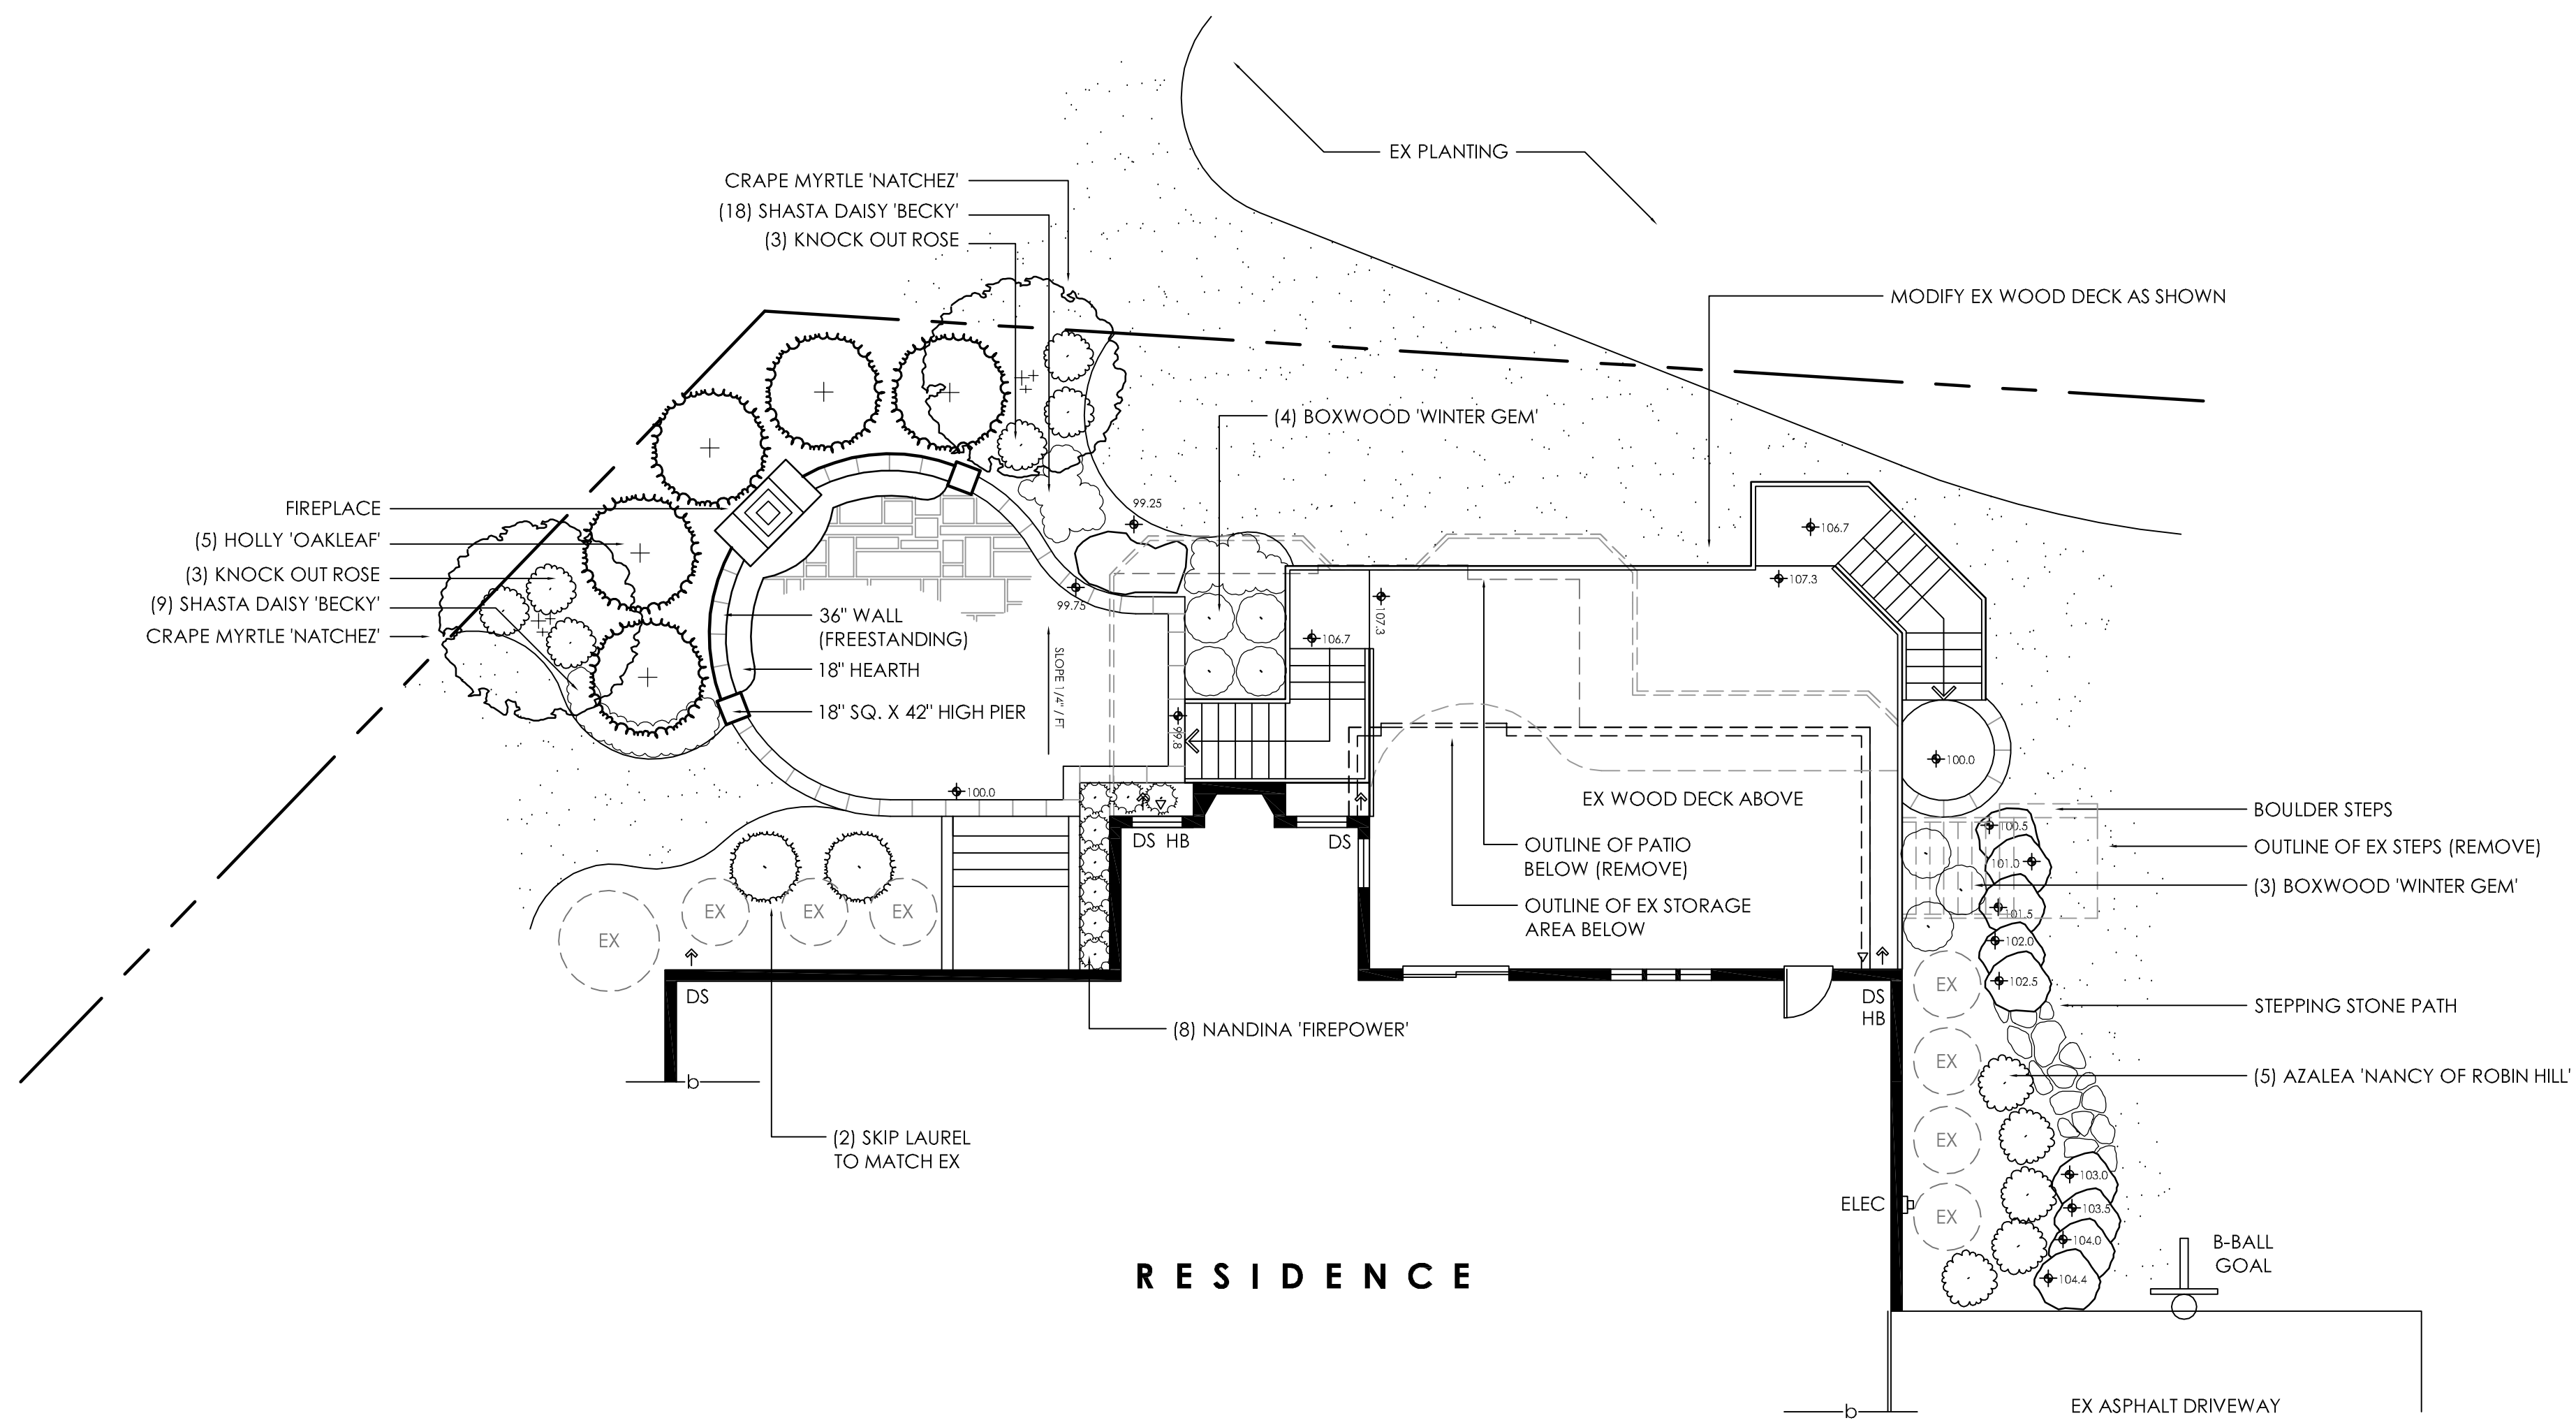 EX PLANTING
CRAPE MYRTLE 'NATCHEZ'
(18) SHASTA DAISY 'BECKY'
(3) KNOCK OUT ROSE
MODIFY EX WOOD DECK AS SHOWN
(4) BOXWOOD 'WINTER GEM'
FIREPLACE
(5) HOLLY 'OAKLEAF'
(3) KNOCK OUT ROSE
(9) SHASTA DAISY 'BECKY'
CRAPE MYRTLE 'NATCHEZ'
99.25
99.75
106.7
107.3
107.3
106.7
36" WALL
(FREESTANDING)
18" HEARTH
18" SQ. X 42" HIGH PIER
SLOPE 1/4" / FT
99.8
100.0
100.0
EX WOOD DECK ABOVE
OUTLINE OF PATIO
BELOW (REMOVE)
OUTLINE OF EX STORAGE
AREA BELOW
DS HB
DS
BOULDER STEPS
OUTLINE OF EX STEPS (REMOVE)
(3) BOXWOOD 'WINTER GEM'
100.5
101.0
101.5
102.0
102.5
EX
EX
EX
EX
DS
(8) NANDINA 'FIREPOWER'
DS
HB
EX
EX
EX
EX
STEPPING STONE PATH
(5) AZALEA 'NANCY OF ROBIN HILL'
b
(2) SKIP LAUREL
TO MATCH EX
103.0
103.5
104.0
104.4
ELEC
B-BALL
GOAL
RESIDENCE
EX ASPHALT DRIVEWAY
b